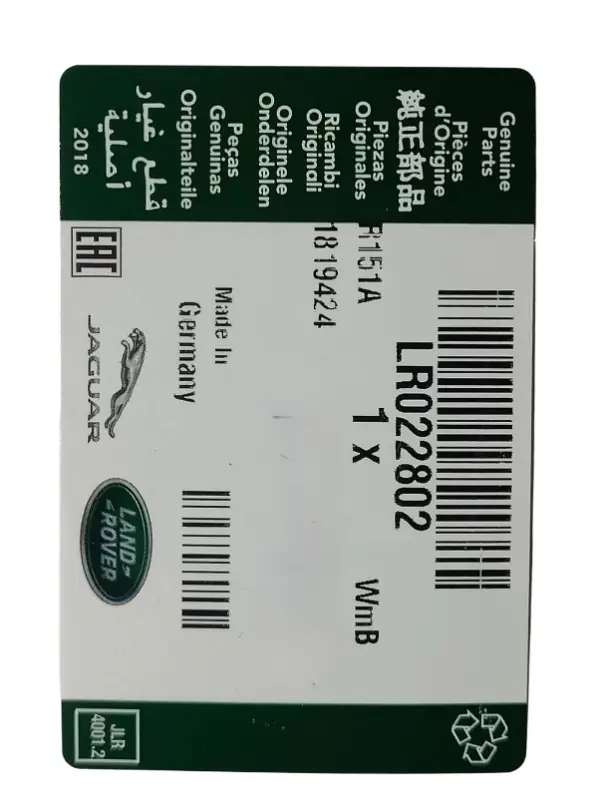 Genuine
Parts
Pièces
d'Origine
純正部品
Piezas
Originales
Ricambi
Originali
Originele
Onderdelen
Peças
Genuinas
Originalteile
قطع غيار
أصلية
2018
R151A
1819424
LR022802
1 x
WmB
Made In
Germany
EAC
JAGUAR
LAND
ROVER
JLR
4001.2